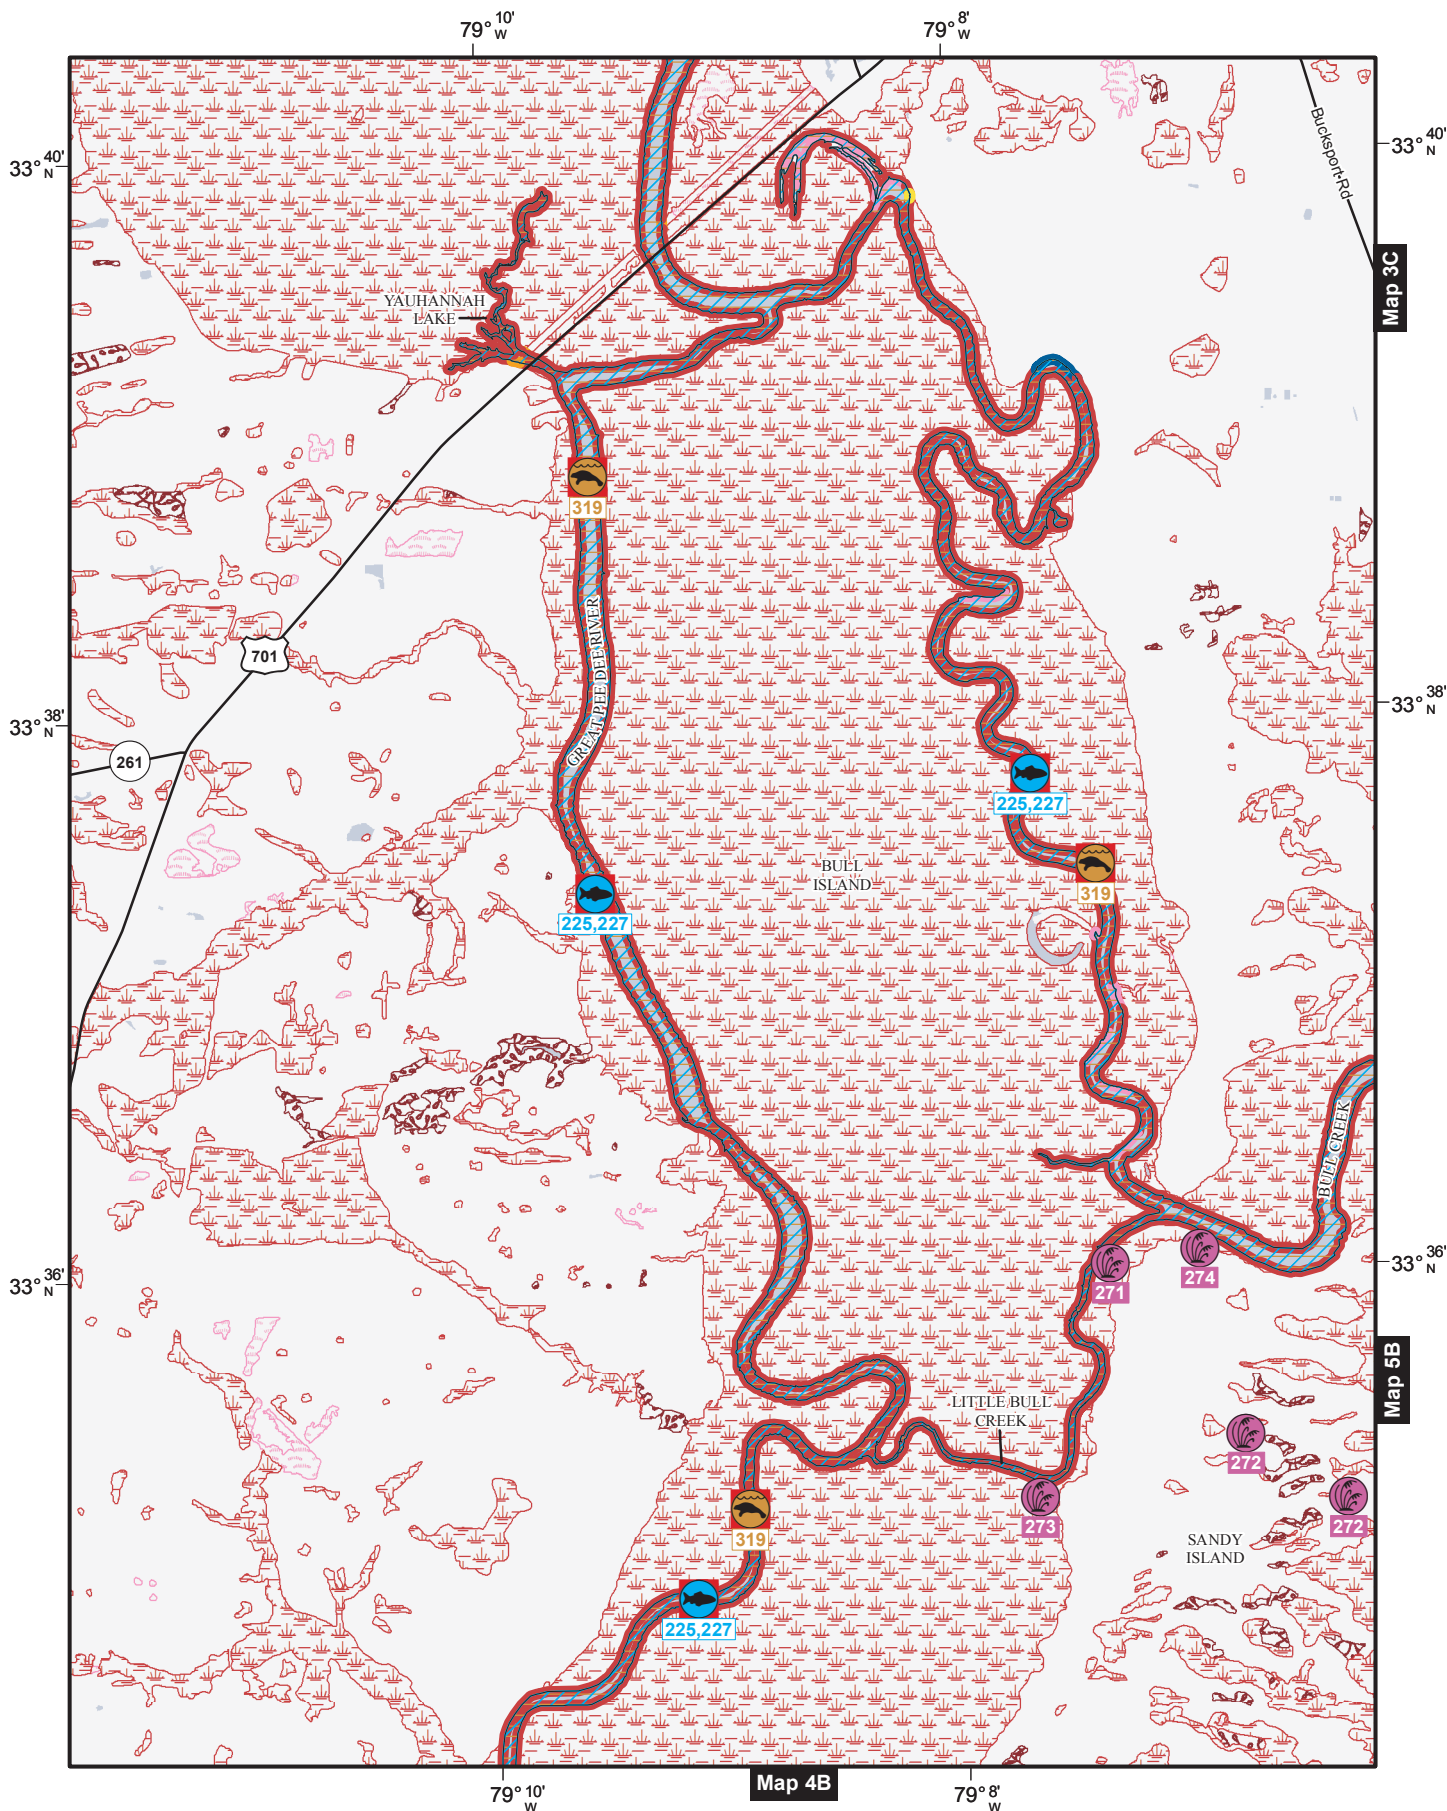 79° 10' W
79° 8' W
33° 40' N
33° 40' N
Bucksport Rd
Map 3C
YAUHANNAH
LAKE
319
GREAT PEE DEE RIVER
701
33° 38' N
33° 38' N
261
225,227
BULL
ISLAND
319
225,227
BULL CREEK
33° 36' N
33° 36' N
271
274
Map 5B
LITTLE BULL
CREEK
272
272
273
319
SANDY
ISLAND
225,227
79° 10' W
Map 4B
79° 8' W